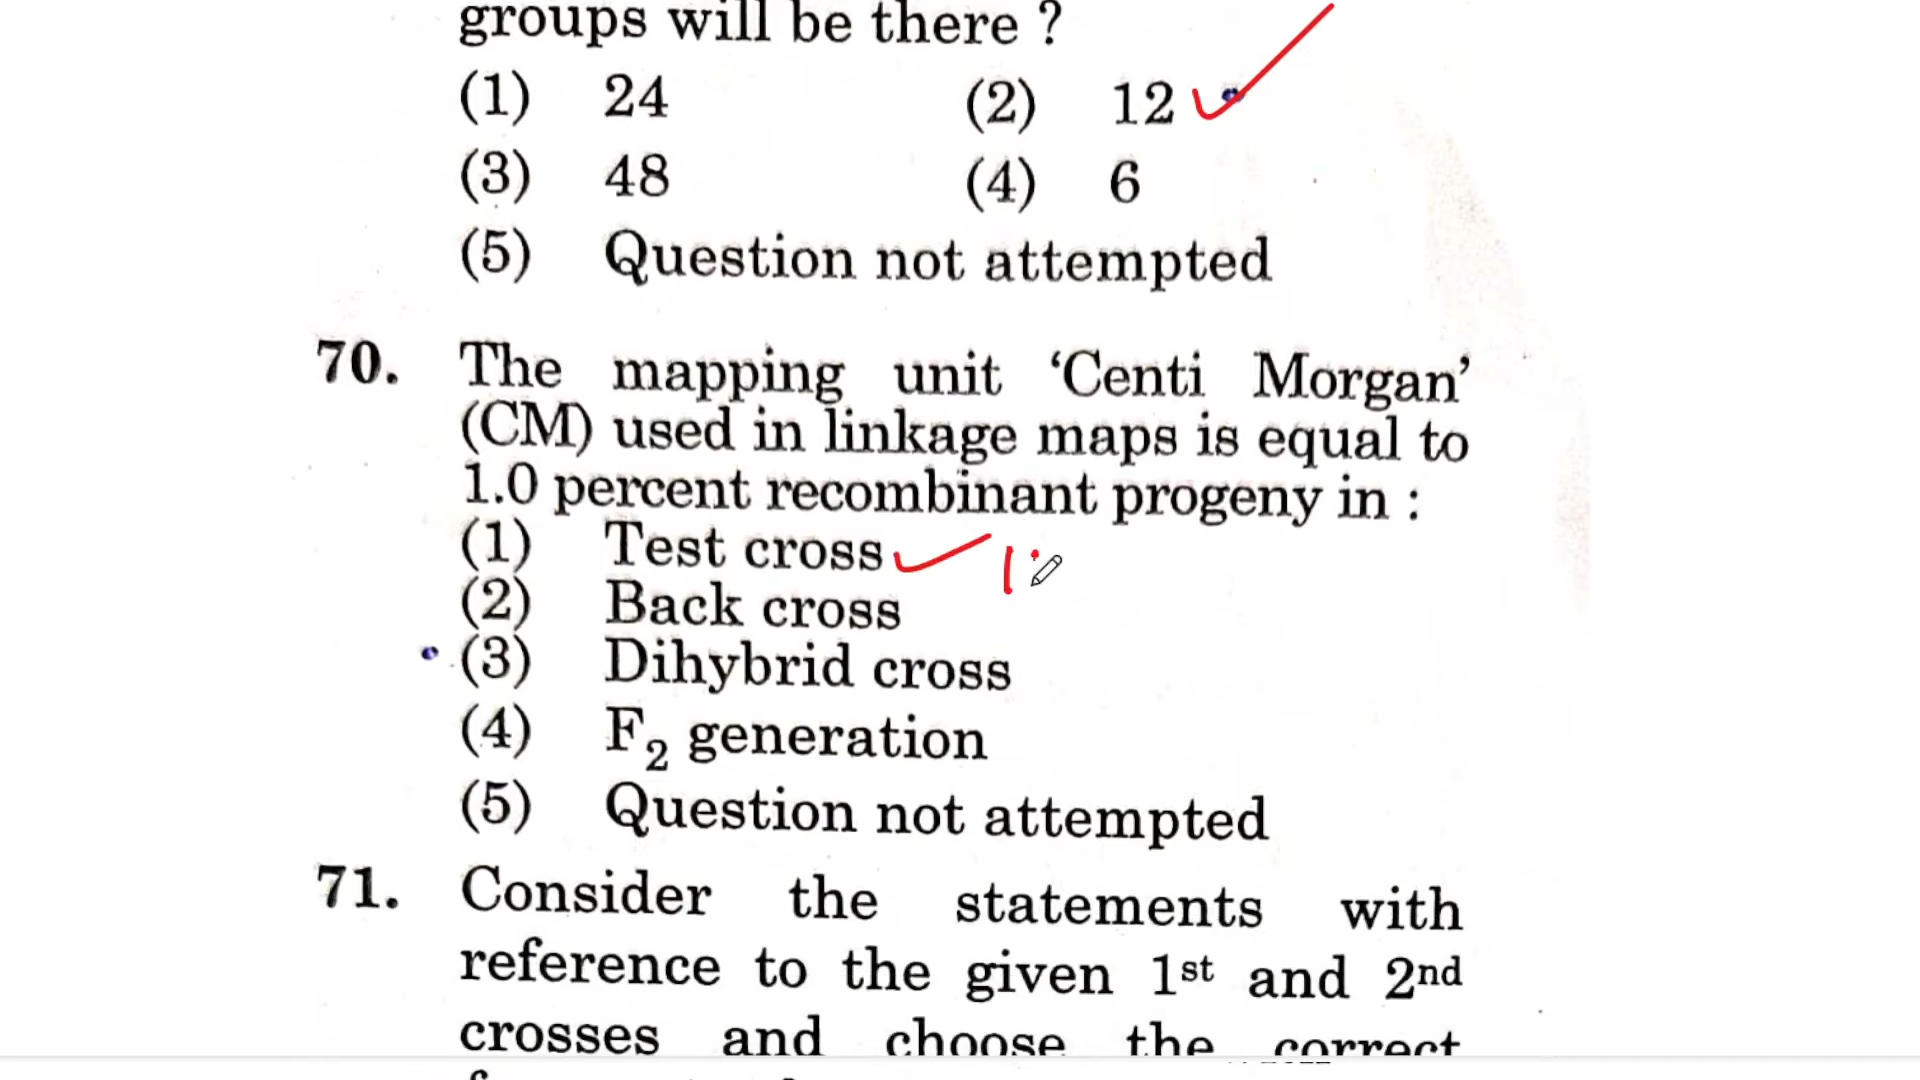 groups will be there ?
(1) 24 (2) 12
(3) 48 (4) 6
(5) Question not attempted
70. The mapping unit ‘Centi Morgan’
(CM) used in linkage maps is equal to
1.0 percent recombinant progeny in :
(1) Test cross
(2) Back cross
(3) Dihybrid cross
(4) F₂ generation
(5) Question not attempted
71. Consider the statements with
reference to the given 1st and 2nd
crosses and choose the correct